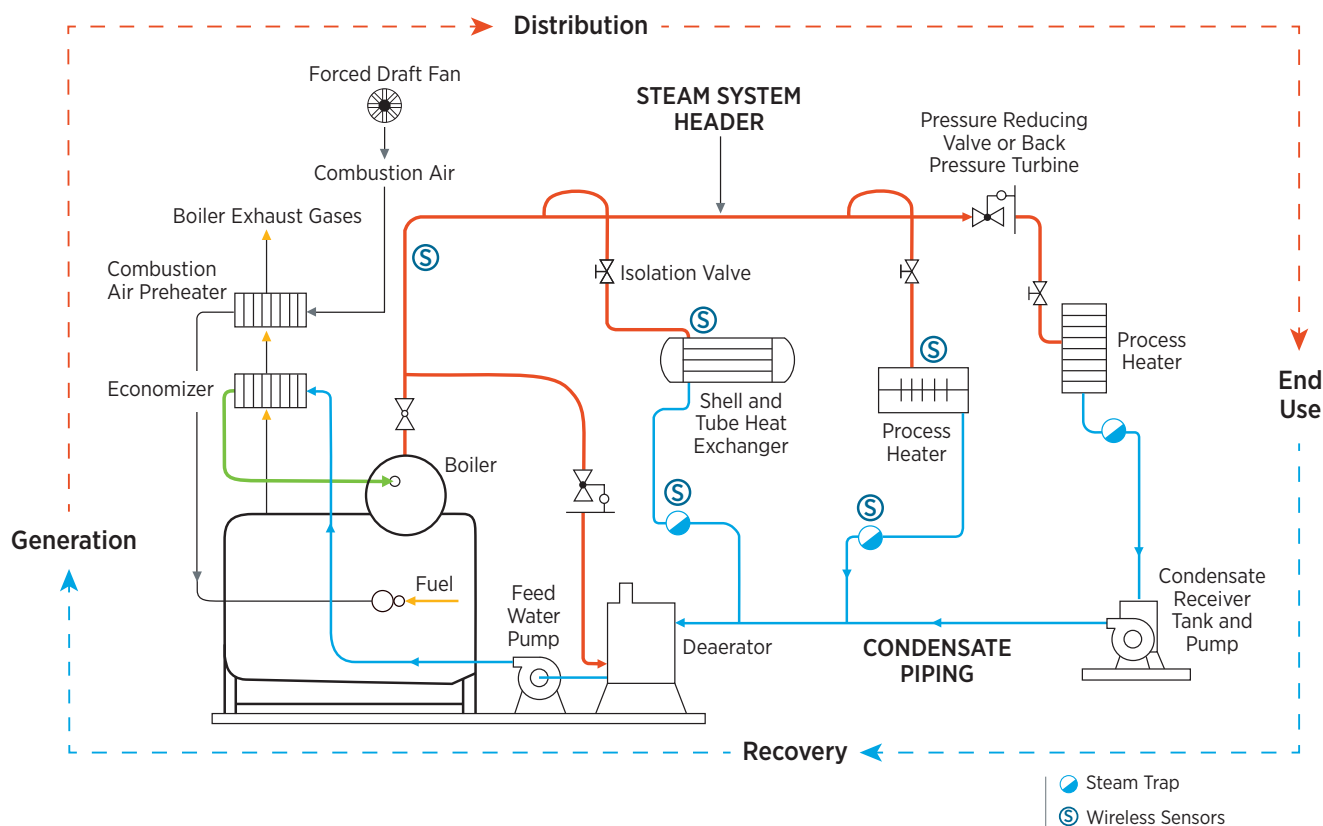 Distribution
Forced Draft Fan
STEAM SYSTEM
HEADER
Pressure Reducing
Valve or Back
Pressure Turbine
Combustion Air
Boiler Exhaust Gases
S
Combustion
Air Preheater
Isolation Valve
S
S
Process
Heater
Economizer
End
Use
Shell and
Tube Heat
Exchanger
Process
Heater
Boiler
S
S
Generation
Fuel
Feed
Water
Pump
Condensate
Receiver
Tank and
Pump
Deaerator
CONDENSATE
PIPING
Recovery
Steam Trap
S Wireless Sensors